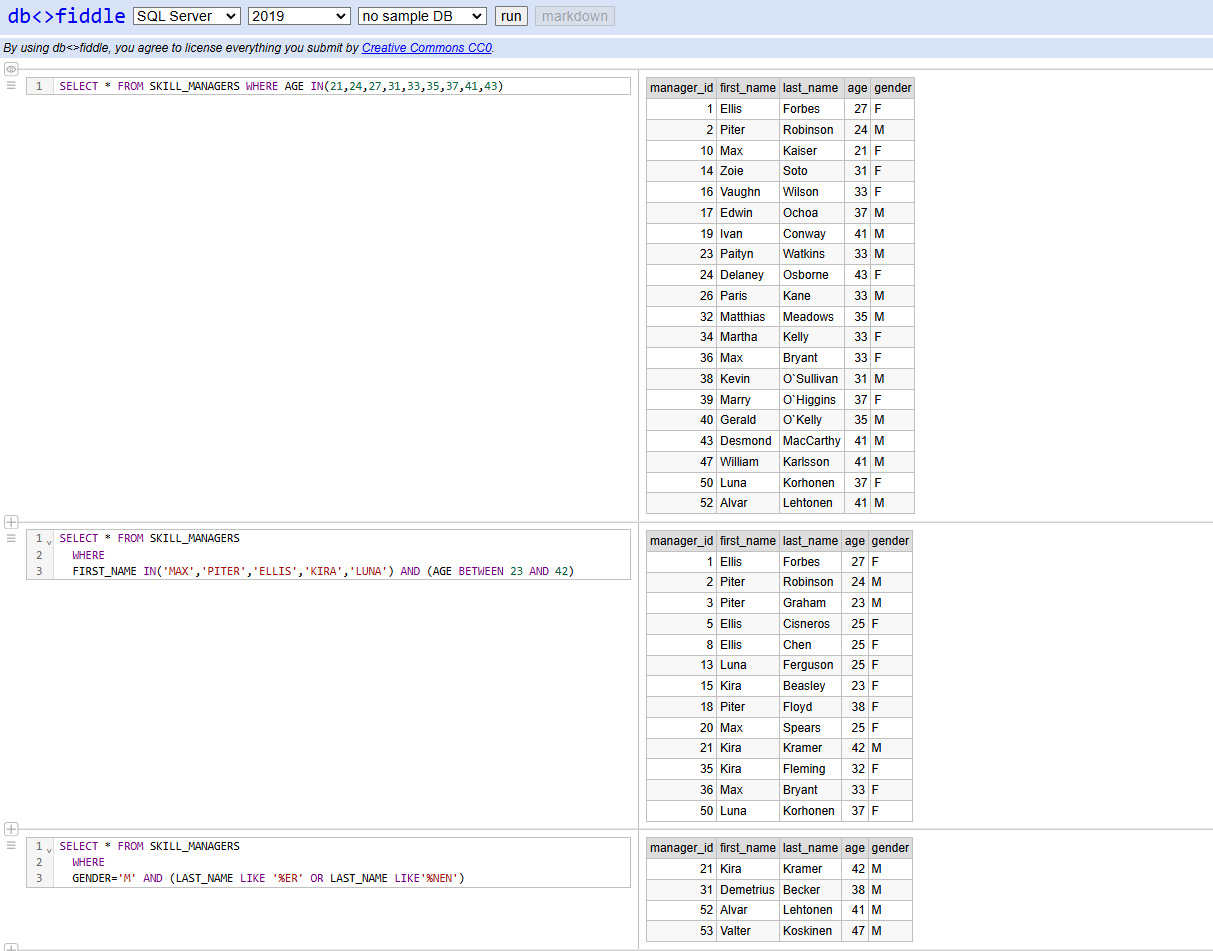 db<>fiddle SQL Server 2019 no sample DB run markdown
By using db<>fiddle, you agree to license everything you submit by Creative Commons CC0.
1 SELECT * FROM SKILL_MANAGERS WHERE AGE IN(21,24,27,31,33,35,37,41,43)
manager_id first_name last_name age gender
1 Ellis Forbes 27 F
2 Piter Robinson 24 M
10 Max Kaiser 21 F
14 Zoie Soto 31 F
16 Vaughn Wilson 33 F
17 Edwin Ochoa 37 M
19 Ivan Conway 41 M
23 Paityn Watkins 33 M
24 Delaney Osborne 43 F
26 Paris Kane 33 M
32 Matthias Meadows 35 M
34 Martha Kelly 33 F
36 Max Bryant 33 F
38 Kevin O`Sullivan 31 M
39 Marry O`Higgins 37 F
40 Gerald O`Kelly 35 M
43 Desmond MacCarthy 41 M
47 William Karlsson 41 M
50 Luna Korhonen 37 F
52 Alvar Lehtonen 41 M
1 SELECT * FROM SKILL_MANAGERS
2 WHERE
3 FIRST_NAME IN('MAX','PITER','ELLIS','KIRA','LUNA') AND (AGE BETWEEN 23 AND 42)
manager_id first_name last_name age gender
1 Ellis Forbes 27 F
2 Piter Robinson 24 M
3 Piter Graham 23 M
5 Ellis Cisneros 25 F
8 Ellis Chen 25 F
13 Luna Ferguson 25 F
15 Kira Beasley 23 F
18 Piter Floyd 38 F
20 Max Spears 25 F
21 Kira Kramer 42 M
35 Kira Fleming 32 F
36 Max Bryant 33 F
50 Luna Korhonen 37 F
1 SELECT * FROM SKILL_MANAGERS
2 WHERE
3 GENDER='M' AND (LAST_NAME LIKE '%ER' OR LAST_NAME LIKE'%NEN')
manager_id first_name last_name age gender
21 Kira Kramer 42 M
31 Demetrius Becker 38 M
52 Alvar Lehtonen 41 M
53 Valter Koskinen 47 M